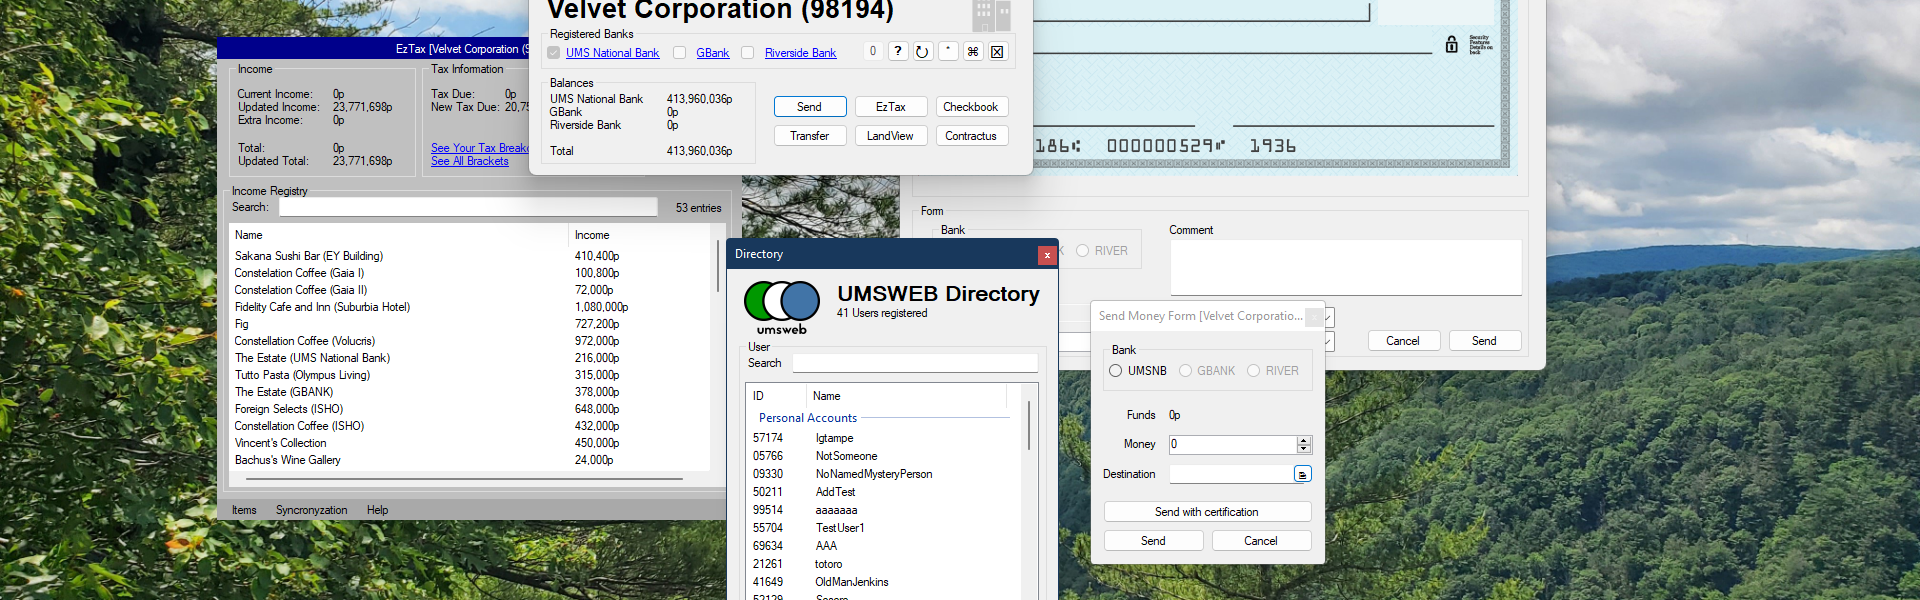 Velvet Corporation (98194)
Registered Banks
UMS National Bank
GBank
Riverside Bank
0
?
Balances
UMS National Bank 413,960,036p
GBank 0p
Riverside Bank 0p
Total 413,960,036p
Send
EzTax
Checkbook
Transfer
LandView
Contractus
EzTax [Velvet Corporation (9
Income
Current Income: 0p
Updated Income: 23,771,698p
Extra Income: 0p
Total: 0p
Updated Total: 23,771,698p
Tax Information
Tax Due: 0p
New Tax Due: 20,75
See Your Tax Breakd
See All Brackets
Income Registry
Search:
53 entries
Name Income
Sakana Sushi Bar (EY Building) 410,400p
Constelation Coffee (Gaia I) 100,800p
Constelation Coffee (Gaia II) 72,000p
Fidelity Cafe and Inn (Suburbia Hotel) 1,080,000p
Fig 727,200p
Constellation Coffee (Volucris) 972,000p
The Estate (UMS National Bank) 216,000p
Tutto Pasta (Olympus Living) 315,000p
The Estate (GBANK) 378,000p
Foreign Selects (ISHO) 648,000p
Constellation Coffee (ISHO) 432,000p
Vincent's Collection 450,000p
Bachus's Wine Gallery 24,000p
Items Syncronyzation Help
Directory
x
umsweb
UMSWEB Directory
41 Users registered
User
Search
ID Name
Personal Accounts
57174 Igtampe
05766 NotSomeone
09330 NoNamedMysteryPerson
50211 AddTest
99514 aaaaaaa
55704 TestUser1
69634 AAA
21261 totoro
41649 OldManJenkins
Security
Features
Details on
back
186⑆ 000000529⑈ 1936
Form
Bank
K
RIVER
Comment
Cancel
Send
Send Money Form [Velvet Corporatio...
Bank
UMSNB
GBANK
RIVER
Funds 0p
Money 0
Destination
Send with certification
Send
Cancel